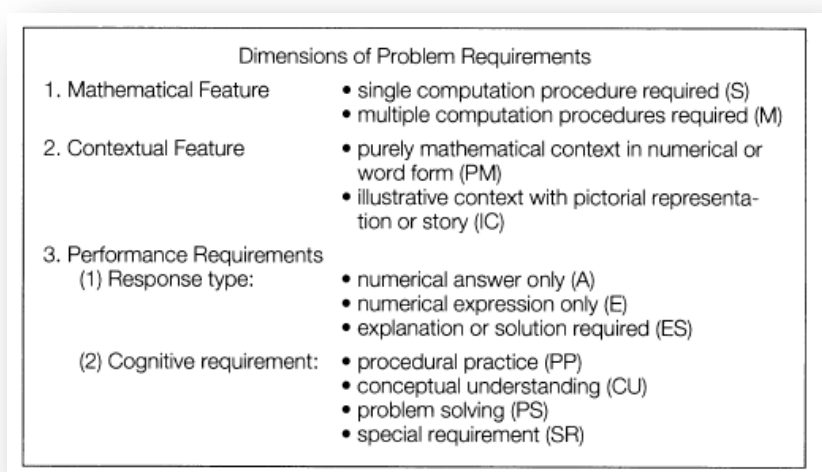 Dimensions of Problem Requirements
1. Mathematical Feature • single computation procedure required (S)
• multiple computation procedures required (M)
2. Contextual Feature • purely mathematical context in numerical or
word form (PM)
• illustrative context with pictorial representa-
tion or story (IC)
3. Performance Requirements
(1) Response type: • numerical answer only (A)
• numerical expression only (E)
• explanation or solution required (ES)
(2) Cognitive requirement: • procedural practice (PP)
• conceptual understanding (CU)
• problem solving (PS)
• special requirement (SR)